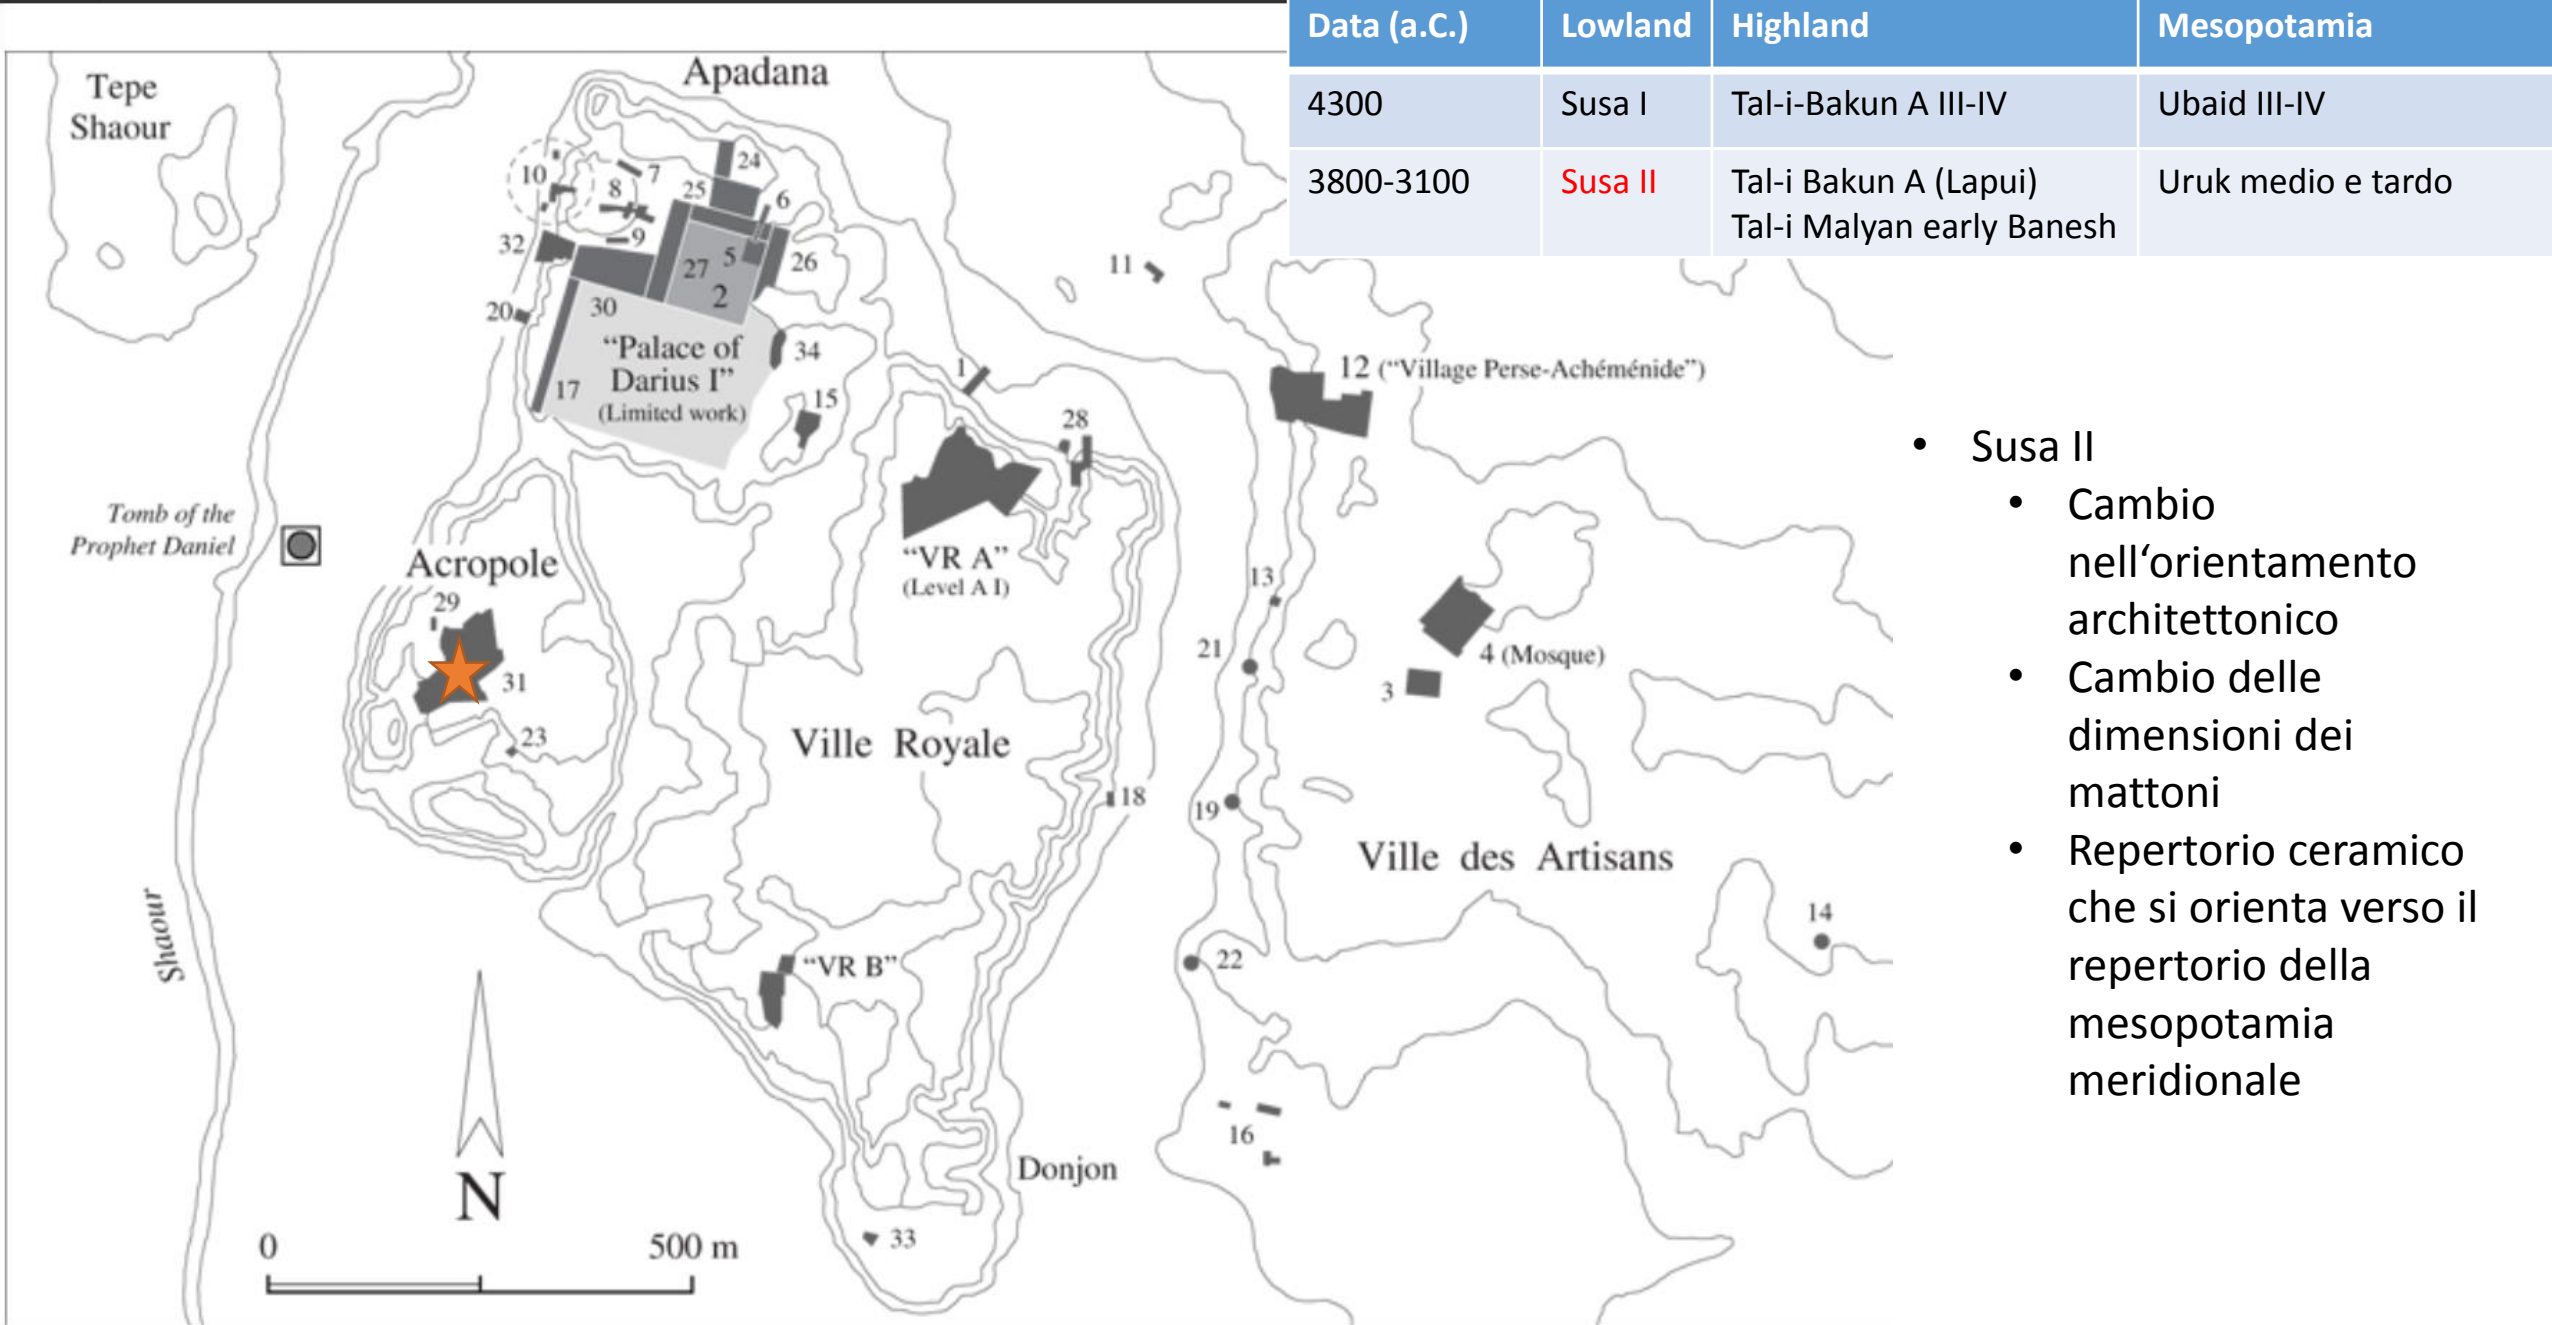 Data (a.C.) Lowland Highland Mesopotamia
4300 Susa I Tal-i-Bakun A III-IV Ubaid III-IV
3800-3100 Susa II Tal-i Bakun A (Lapui) Uruk medio e tardo
Tal-i Malyan early Banesh
Tepe
Shaour
Apadana
24
10
7
8
25
6
9
32
5
26
27
2
11
20
30
"Palace of
Darius I"
(Limited work)
34
17
15
1
12 ("Village Perse-Achéménide")
28
Tomb of the
Prophet Daniel
Acropole
"VR A"
(Level A I)
29
13
31
21
4 (Mosque)
3
23
Ville Royale
18
19
Ville des Artisans
Shaour
14
"VR B"
22
16
N
Donjon
33
0 500 m
• Susa II
• Cambio
nell‘orientamento
architettonico
• Cambio delle
dimensioni dei
mattoni
• Repertorio ceramico
che si orienta verso il
repertorio della
mesopotamia
meridionale